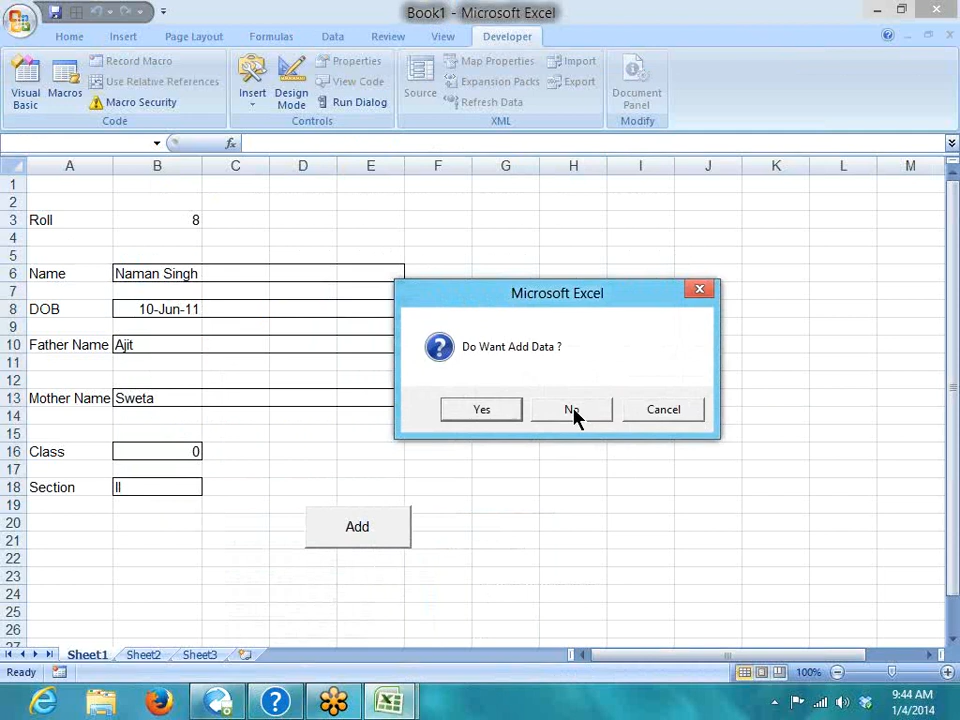 Book1 - Microsoft Excel
Home Insert Page Layout Formulas Data Review View Developer
Visual Basic
Macros
Record Macro
Use Relative References
Macro Security
Code
Insert
Design Mode
Properties
View Code
Run Dialog
Controls
Source
Map Properties
Expansion Packs
Refresh Data
Import
Export
XML
Document Panel
Modify
fx
A B C D E F G H I J K L M
1
2
3 Roll 8
4
5
6 Name Naman Singh
7
8 DOB 10-Jun-11
9
10 Father Name Ajit
11
12
13 Mother Name Sweta
14
15
16 Class 0
17
18 Section II
19
20
21
22
23
24
25
26
27
Add
Microsoft Excel
Do Want Add Data ?
Yes No Cancel
Sheet1 Sheet2 Sheet3
Ready
100%
9:44 AM
1/4/2014